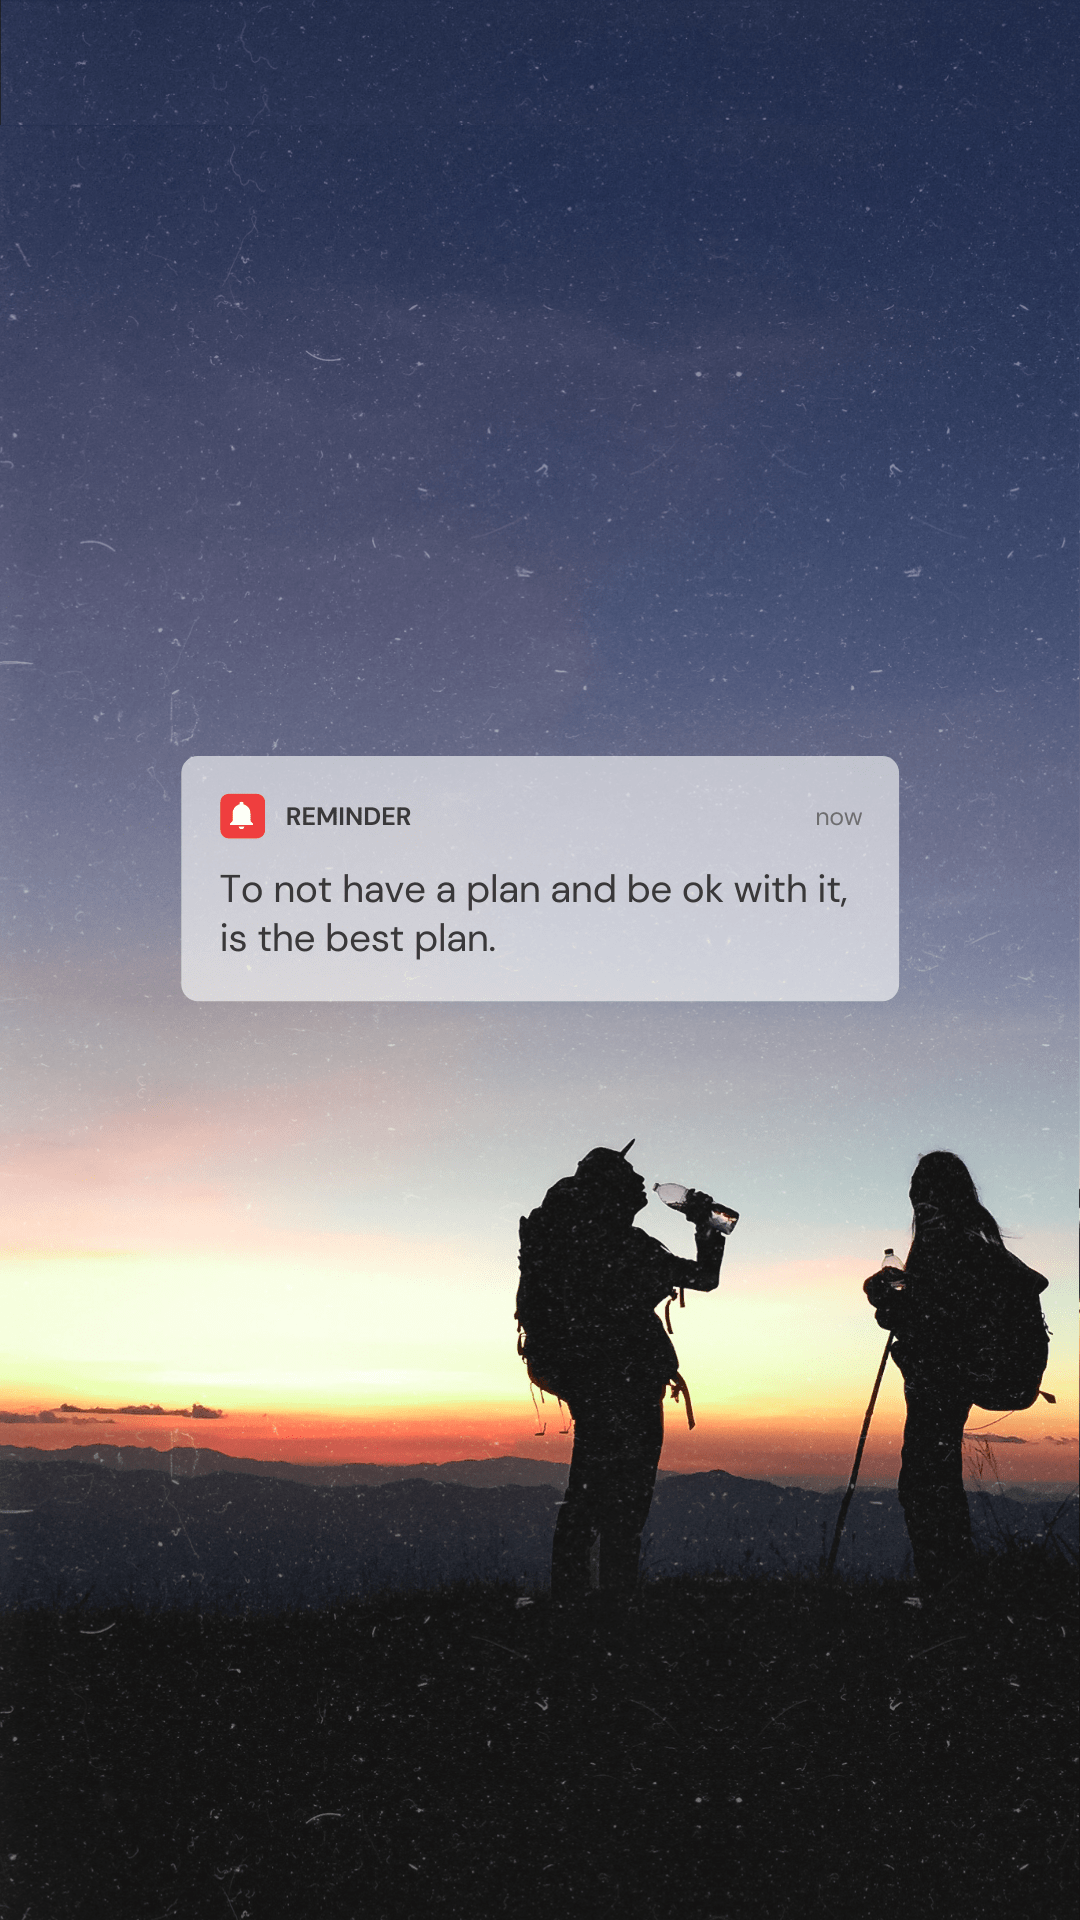 REMINDER now
To not have a plan and be ok with it,
is the best plan.